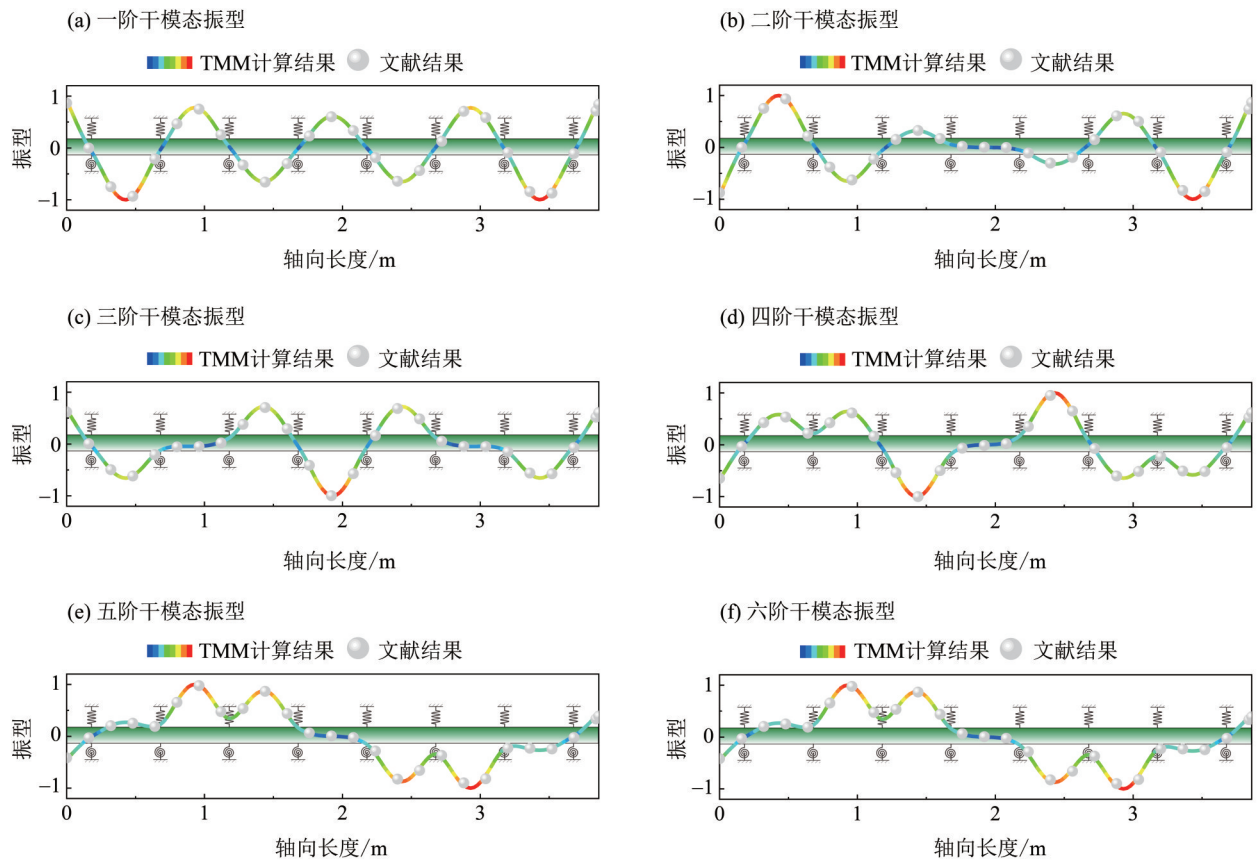 (a) 一阶干模态振型
TMM计算结果 文献结果
1
0
−1
振型
0 1 2 3
轴向长度/m
(b) 二阶干模态振型
TMM计算结果 文献结果
1
0
−1
振型
0 1 2 3
轴向长度/m
(c) 三阶干模态振型
TMM计算结果 文献结果
1
0
−1
振型
0 1 2 3
轴向长度/m
(d) 四阶干模态振型
TMM计算结果 文献结果
1
0
−1
振型
0 1 2 3
轴向长度/m
(e) 五阶干模态振型
TMM计算结果 文献结果
1
0
−1
振型
0 1 2 3
轴向长度/m
(f) 六阶干模态振型
TMM计算结果 文献结果
1
0
−1
振型
0 1 2 3
轴向长度/m